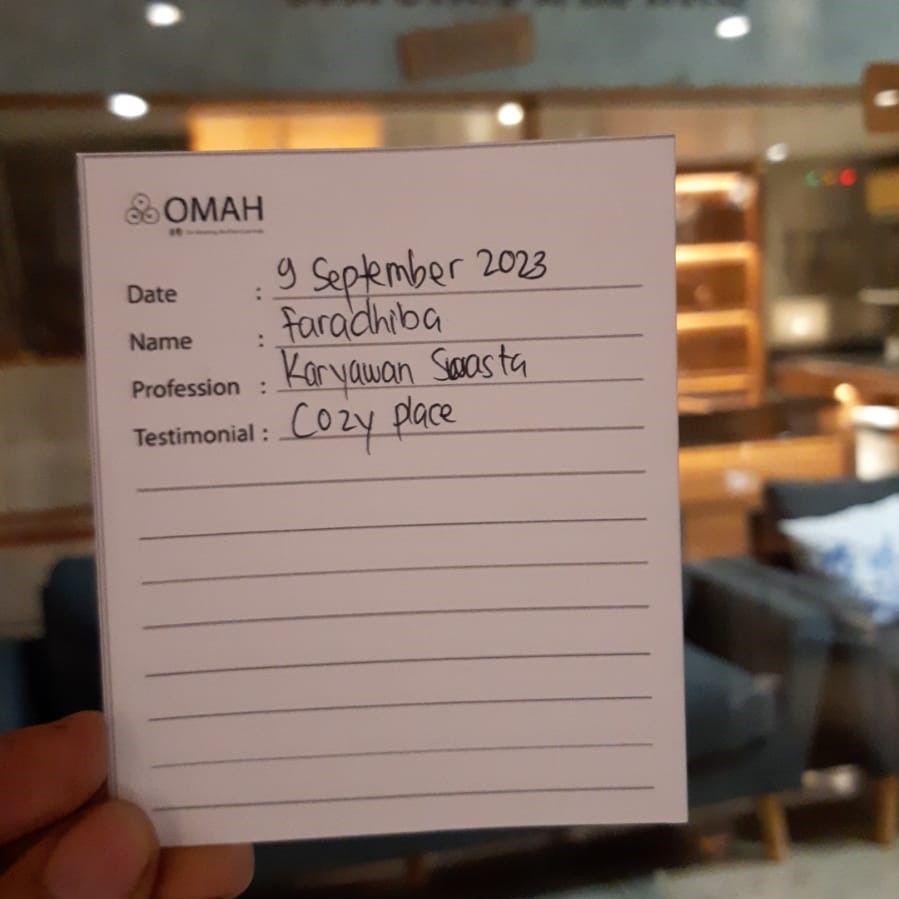 OMAH
Date : 9 September 2023
Name : Faradhiba
Profession : Karyawan Swasta
Testimonial : Cozy place